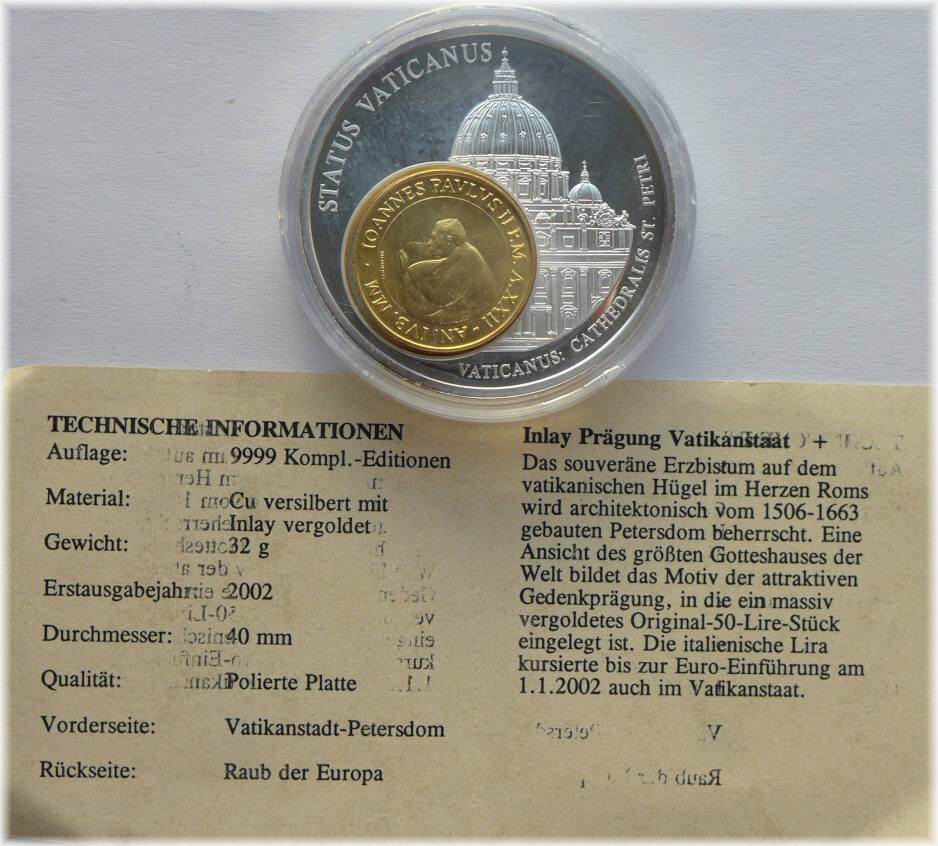 STATUS VATICANUS
IOANNES PAVLVS II P.M. A. XXII - AN. IVB. MM
VATICANUS: CATHEDRALIS ST. PETRI
TECHNISCHE INFORMATIONEN
Auflage: 9999 Kompl.-Editionen
Material: Cu versilbert mit
Inlay vergoldet
Gewicht: 32 g
Erstausgabejahr: 2002
Durchmesser: 40 mm
Qualität: Polierte Platte
Vorderseite: Vatikanstadt-Petersdom
Rückseite: Raub der Europa
Inlay Prägung Vatikanstaat +
Das souveräne Erzbistum auf dem
vatikanischen Hügel im Herzen Roms
wird architektonisch vom 1506-1663
gebauten Petersdom beherrscht. Eine
Ansicht des größten Gotteshauses der
Welt bildet das Motiv der attraktiven
Gedenkprägung, in die ein massiv
vergoldetes Original-50-Lire-Stück
eingelegt ist. Die italienische Lira
kursierte bis zur Euro-Einführung am
1.1.2002 auch im Vatikanstaat.